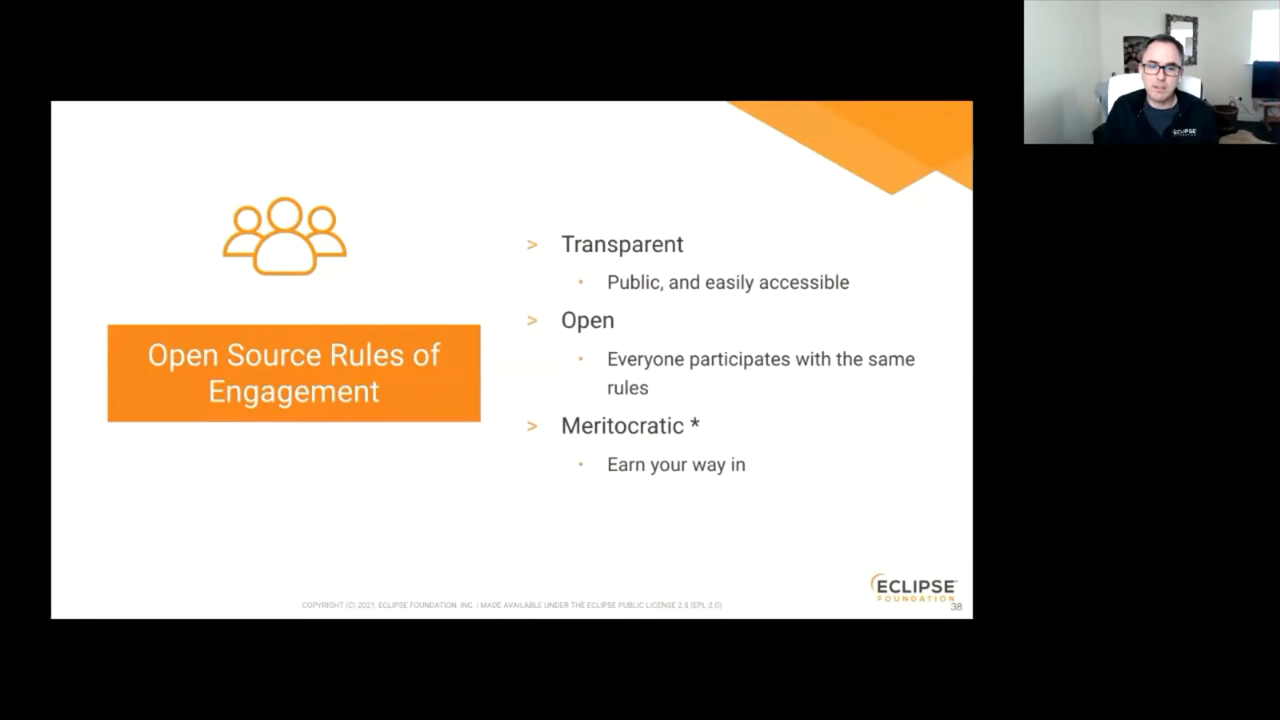 Open Source Rules of
Engagement
> Transparent
• Public, and easily accessible
> Open
• Everyone participates with the same
rules
> Meritocratic *
• Earn your way in
COPYRIGHT (C) 2021, ECLIPSE FOUNDATION, INC. | MADE AVAILABLE UNDER THE ECLIPSE PUBLIC LICENSE 2.0 (EPL-2.0)
ECLIPSE
FOUNDATION
38
ECLIPSE
FOUNDATION